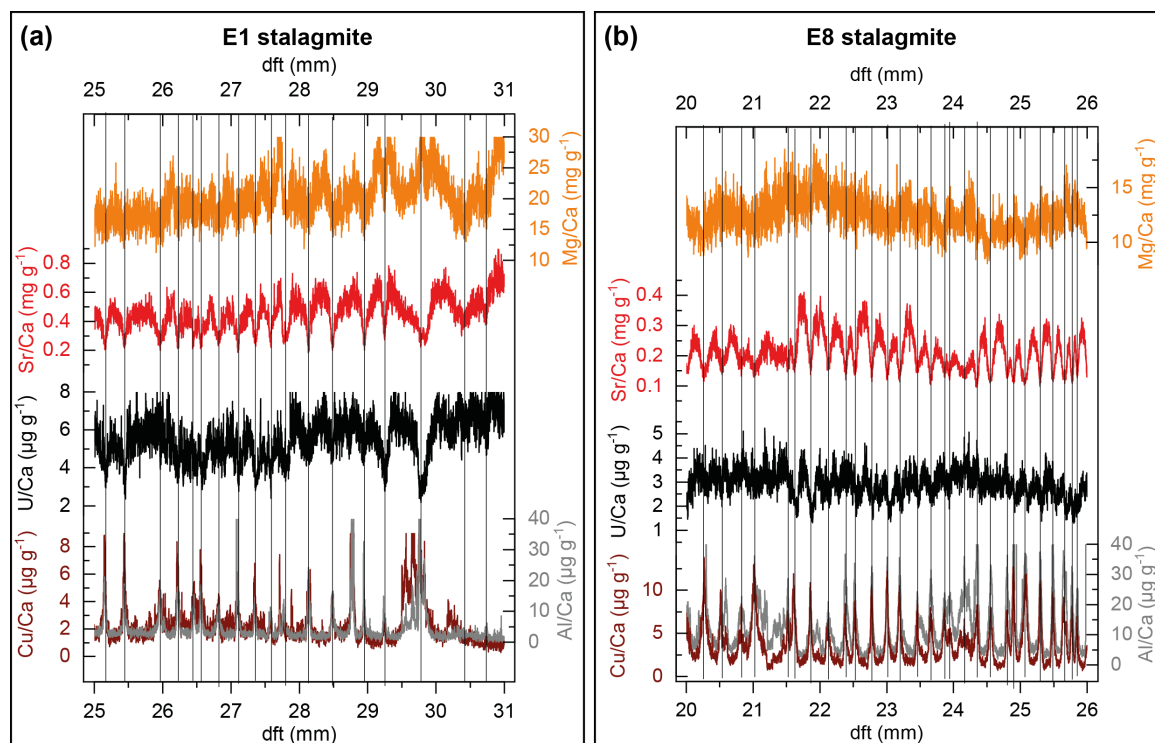 (a)
E1 stalagmite
dft (mm)
25 26 27 28 29 30 31
30
25
20
15
10
Mg/Ca (mg g-1)
0.8
0.6
0.4
0.2
Sr/Ca (mg g-1)
8
6
4
2
U/Ca (µg g-1)
8
6
4
2
0
Cu/Ca (µg g-1)
40
30
20
10
0
Al/Ca (µg g-1)
25 26 27 28 29 30 31
dft (mm)
(b)
E8 stalagmite
dft (mm)
20 21 22 23 24 25 26
15
10
Mg/Ca (mg g-1)
0.4
0.3
0.2
0.1
Sr/Ca (mg g-1)
5
4
3
2
1
U/Ca (µg g-1)
10
5
0
Cu/Ca (µg g-1)
40
30
20
10
0
Al/Ca (µg g-1)
20 21 22 23 24 25 26
dft (mm)